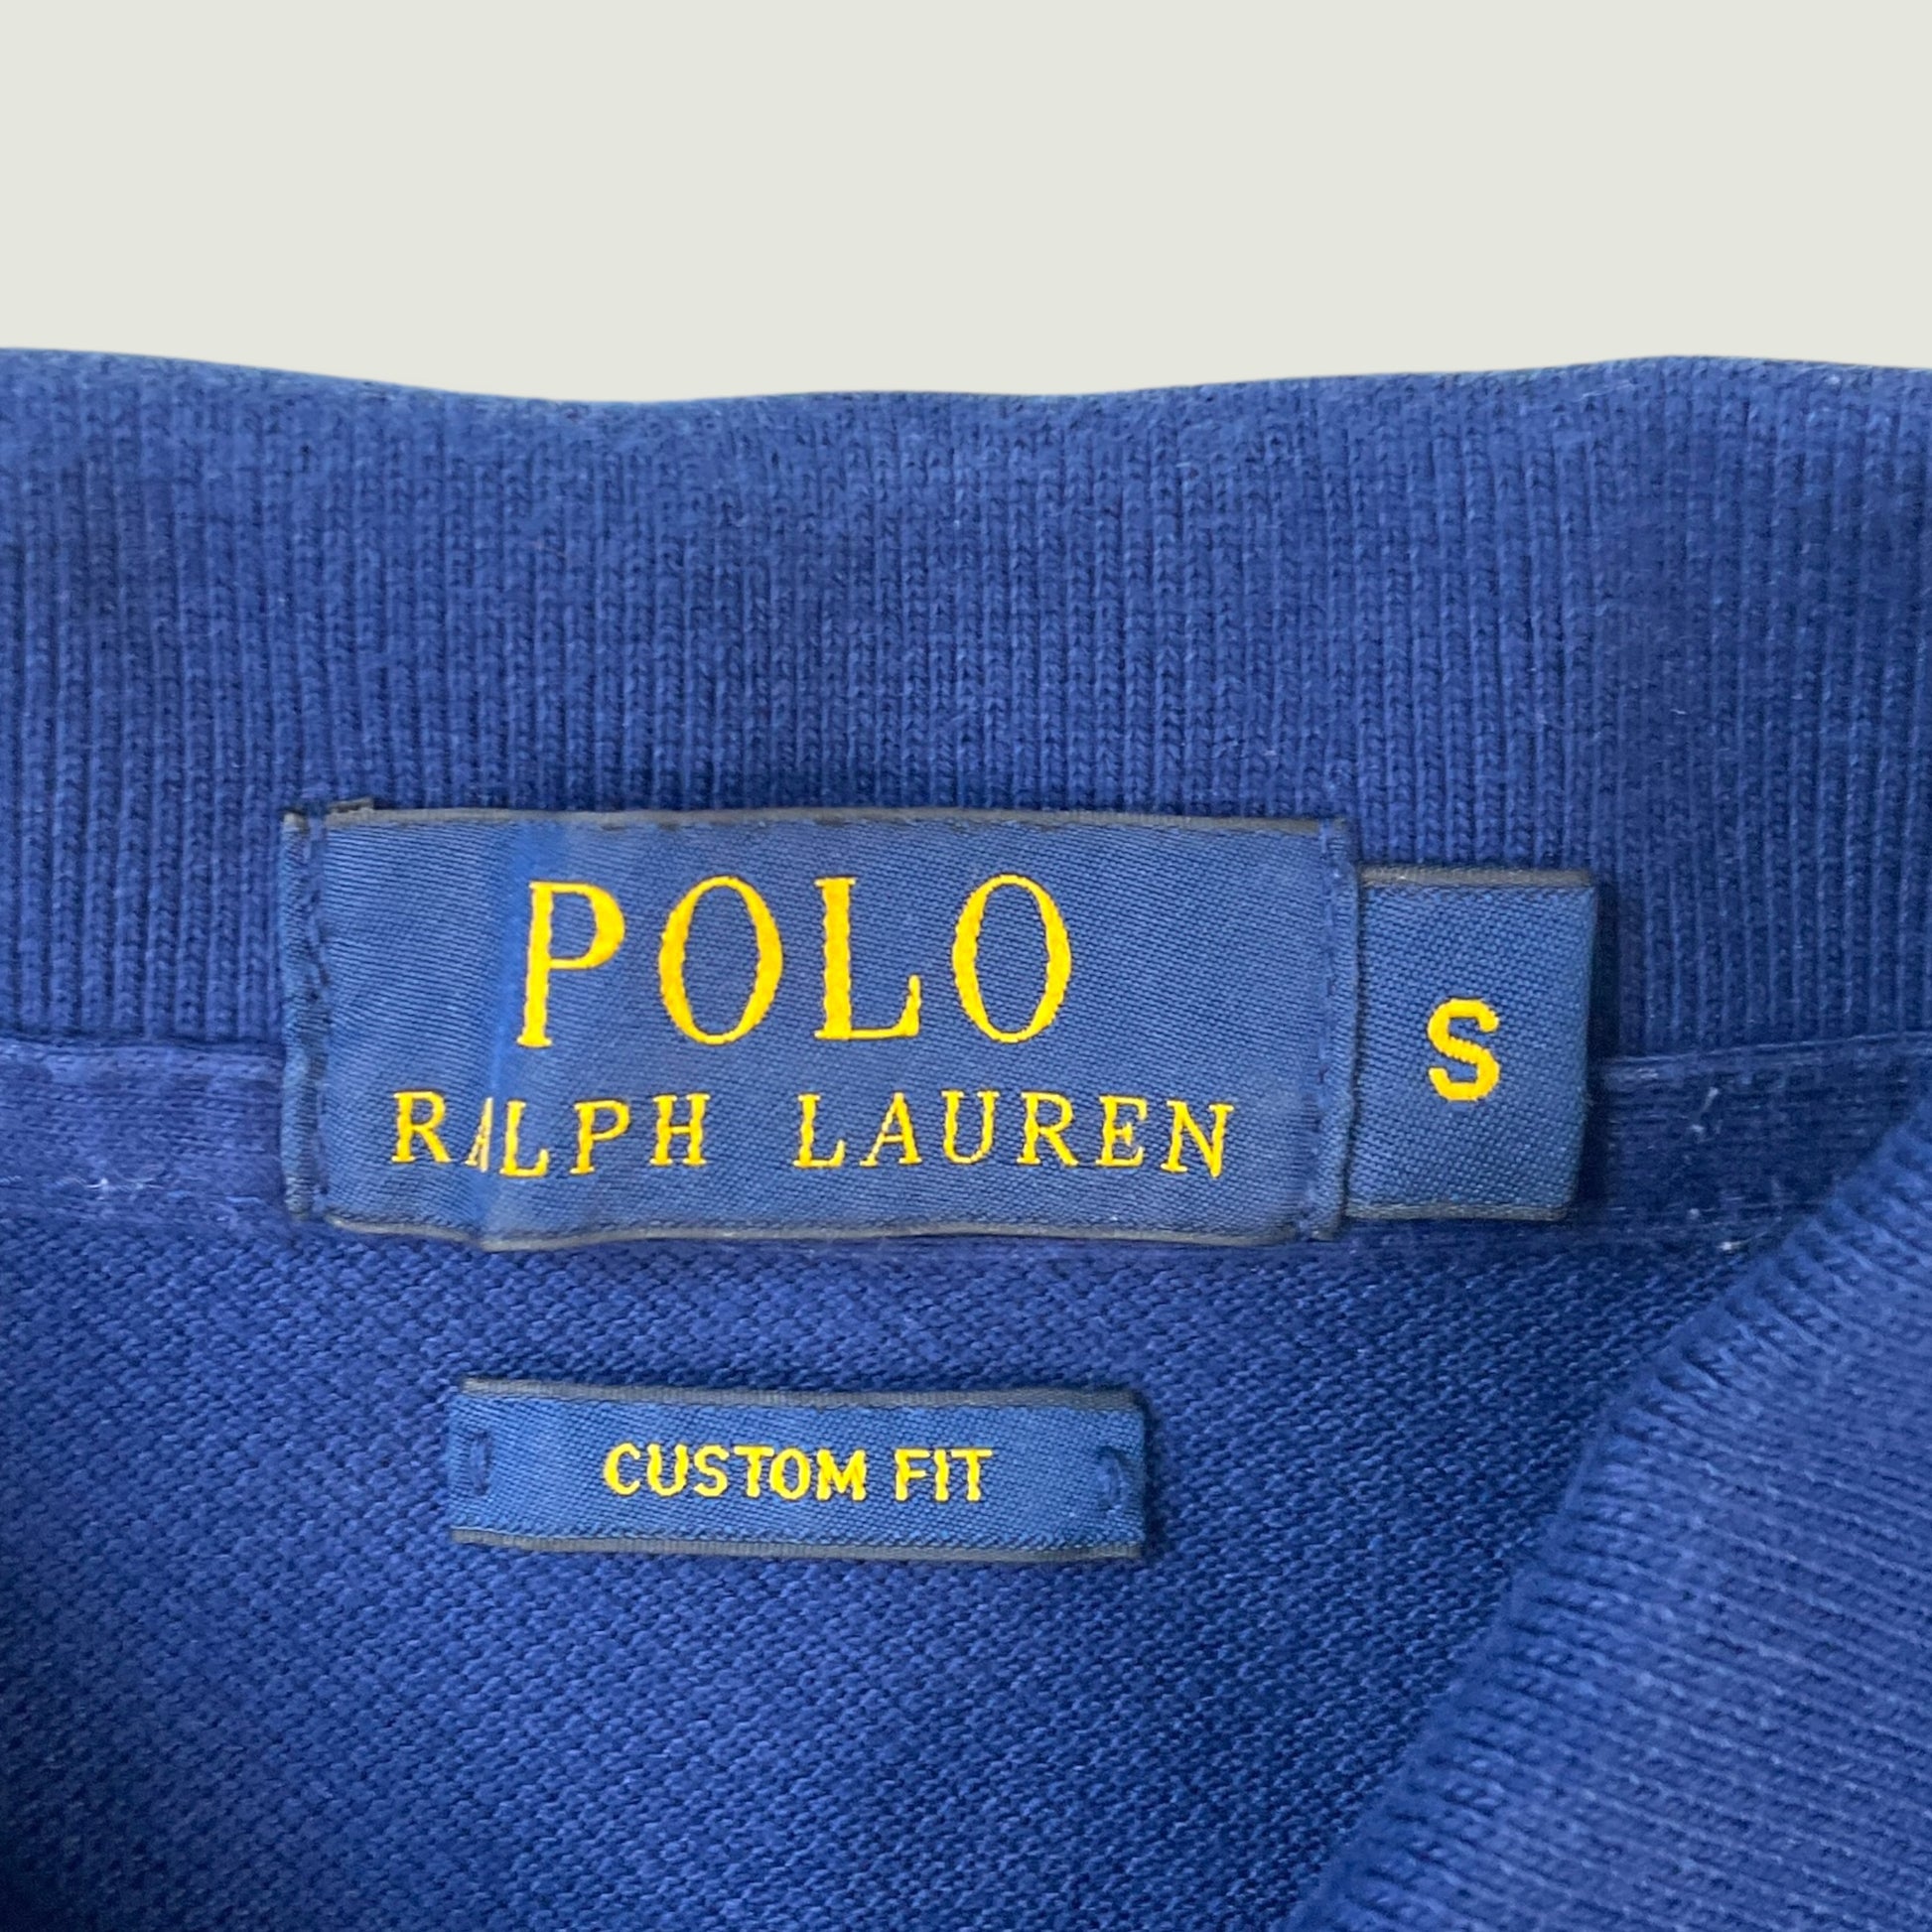 POLO
RALPH LAUREN
S
CUSTOM FIT